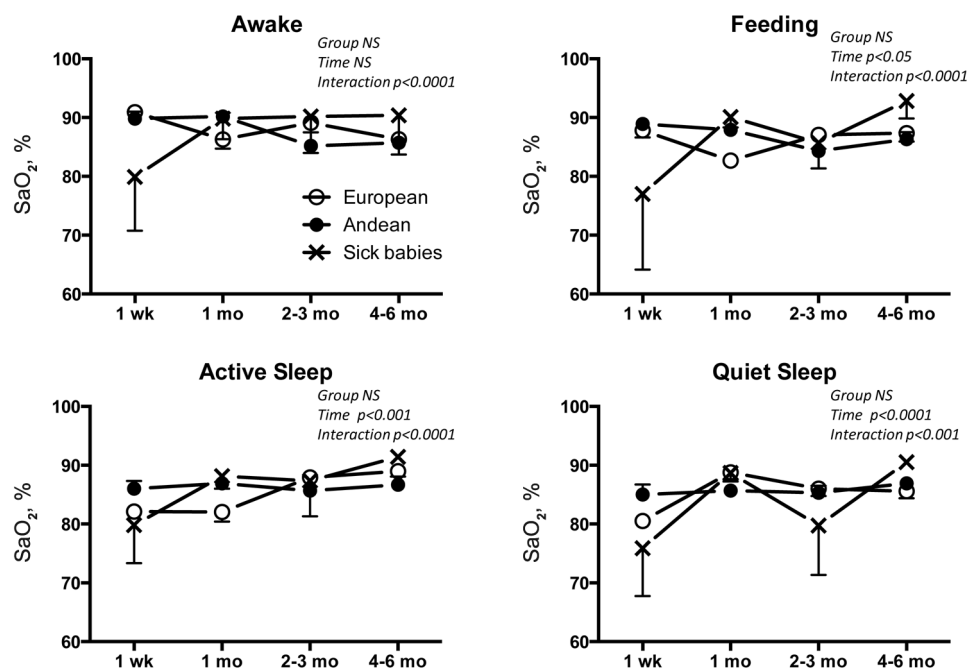 Awake
Group NS
Time NS
Interaction p<0.0001
SaO2, %
100
90
80
70
60
European
Andean
Sick babies
1 wk
1 mo
2-3 mo
4-6 mo
Feeding
Group NS
Time p<0.05
Interaction p<0.0001
SaO2, %
100
90
80
70
60
1 wk
1 mo
2-3 mo
4-6 mo
Active Sleep
Group NS
Time p<0.001
Interaction p<0.0001
SaO2, %
100
90
80
70
60
1 wk
1 mo
2-3 mo
4-6 mo
Quiet Sleep
Group NS
Time p<0.0001
Interaction p<0.001
SaO2, %
100
90
80
70
60
1 wk
1 mo
2-3 mo
4-6 mo